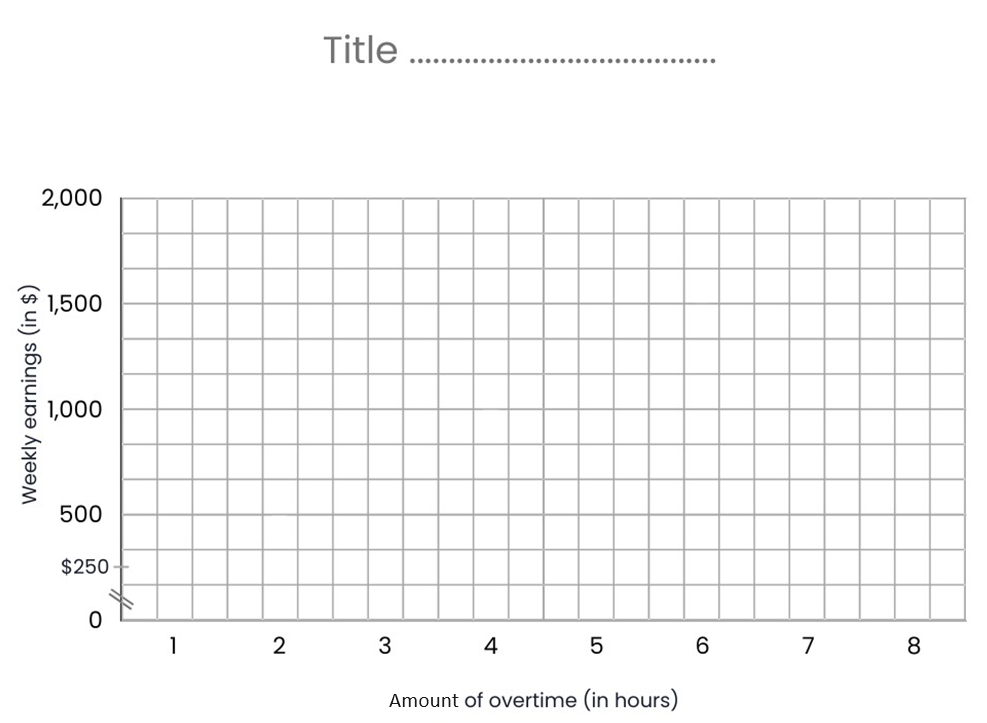 Title .......................................
2,000
1,500
1,000
500
$250
0
Weekly earnings (in $)
1 2 3 4 5 6 7 8
Amount of overtime (in hours)